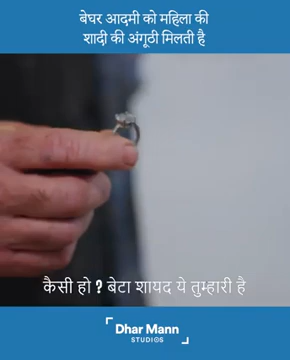 बेघर आदमी को महिला की
शादी की अंगूठी मिलती है
कैसी हो ? बेटा शायद ये तुम्हारी है
Dhar Mann
STUDIOS